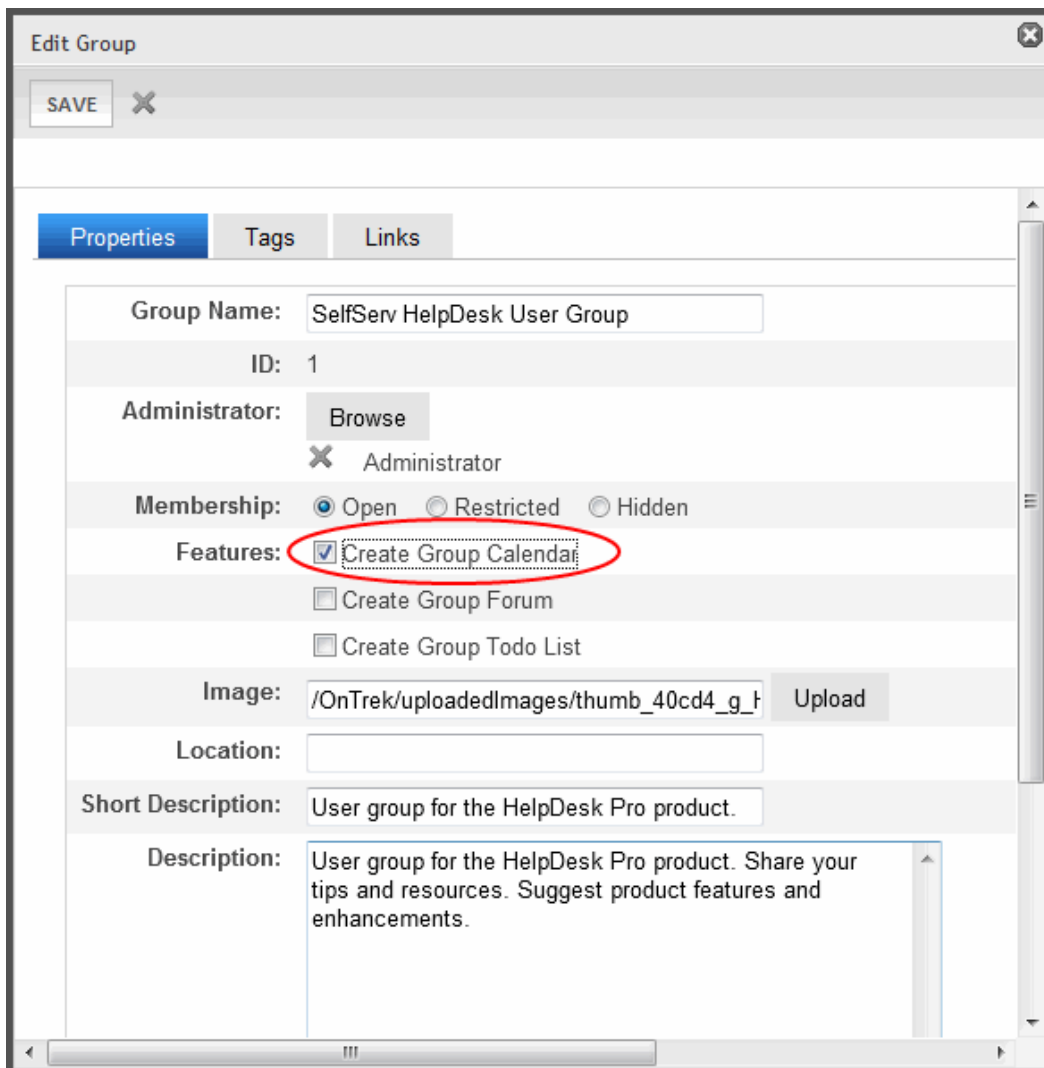 Edit Group
SAVE
Properties Tags Links
Group Name: SelfServ HelpDesk User Group
ID: 1
Administrator: Browse
Administrator
Membership: Open Restricted Hidden
Features: Create Group Calendar
Create Group Forum
Create Group Todo List
Image: /OnTrek/uploadedImages/thumb_40cd4_g_ Upload
Location:
Short Description: User group for the HelpDesk Pro product.
Description: User group for the HelpDesk Pro product. Share your
tips and resources. Suggest product features and
enhancements.